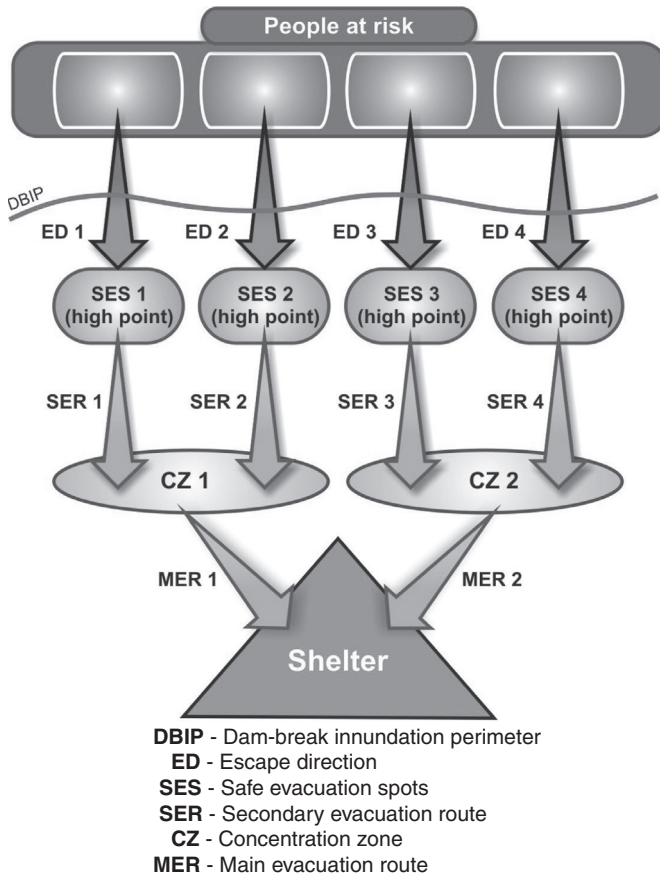 People at risk
DBIP
ED 1 ED 2 ED 3 ED 4
SES 1 SES 2 SES 3 SES 4
(high point) (high point) (high point) (high point)
SER 1 SER 2 SER 3 SER 4
CZ 1 CZ 2
MER 1 MER 2
Shelter
DBIP - Dam-break innundation perimeter
ED - Escape direction
SES - Safe evacuation spots
SER - Secondary evacuation route
CZ - Concentration zone
MER - Main evacuation route